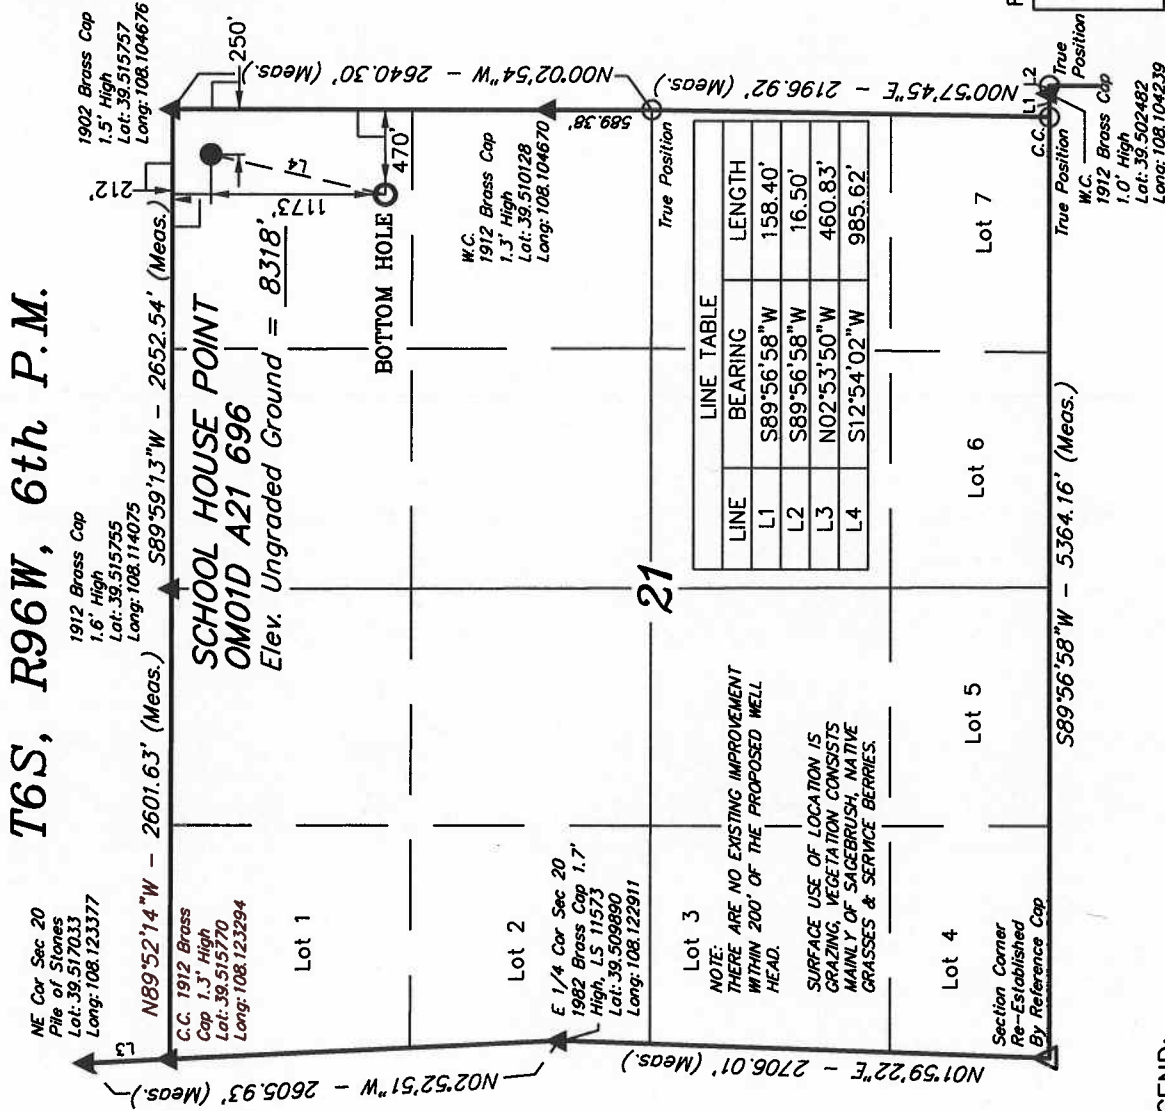 T6S, R96W, 6th P.M.
NE Cor Sec 20
Pile of Stones
Lat: 39.517033
Long: 108.123377
1912 Brass Cap
1.6' High
Lat: 39.515755
Long: 108.114075
1902 Brass Cap
1.5' High
Lat: 39.515757
Long: 108.104676
L3
N89°52'14"W - 2601.63' (Meas.)
S89°59'13"W - 2652.54' (Meas.)
212'
250'
C.C. 1912 Brass
Cap 1.3' High
Lat: 39.515770
Long: 108.123294
SCHOOL HOUSE POINT
OM01D A21 696
Elev. Ungraded Ground = 8318'
L4
1173'
470'
BOTTOM HOLE
N00°02'54"W - 2640.30' (Meas.)
Lot 1
N02°52'51"W - 2605.93' (Meas.)
Lot 2
W.C.
1912 Brass Cap
1.3' High
Lat: 39.510128
Long: 108.104670
589.38'
E 1/4 Cor Sec 20
1982 Brass Cap 1.7'
High, LS 11573
Lat: 39.509890
Long: 108.122911
21
True Position
Lot 3
NOTE:
THERE ARE NO EXISTING IMPROVEMENT
WITHIN 200' OF THE PROPOSED WELL
HEAD.
SURFACE USE OF LOCATION IS
GRAZING, VEGETATION CONSISTS
MAINLY OF SAGEBRUSH, NATIVE
GRASSES & SERVICE BERRIES.
LINE TABLE
LINE BEARING LENGTH
L1 S89°56'58"W 158.40'
L2 S89°56'58"W 16.50'
L3 N02°53'50"W 460.83'
L4 S12°54'02"W 985.62'
N00°57'45"E - 2196.92' (Meas.)
N01°59'22"E - 2706.01' (Meas.)
Lot 4
Lot 5
Lot 6
Lot 7
Section Corner
Re-Established
By Reference Cap
C.C.
L1
L2
True
Position
S89°56'58"W - 5364.16' (Meas.)
True Position
W.C.
1912 Brass Cap
1.0' High
Lat: 39.502482
Long: 108.104239